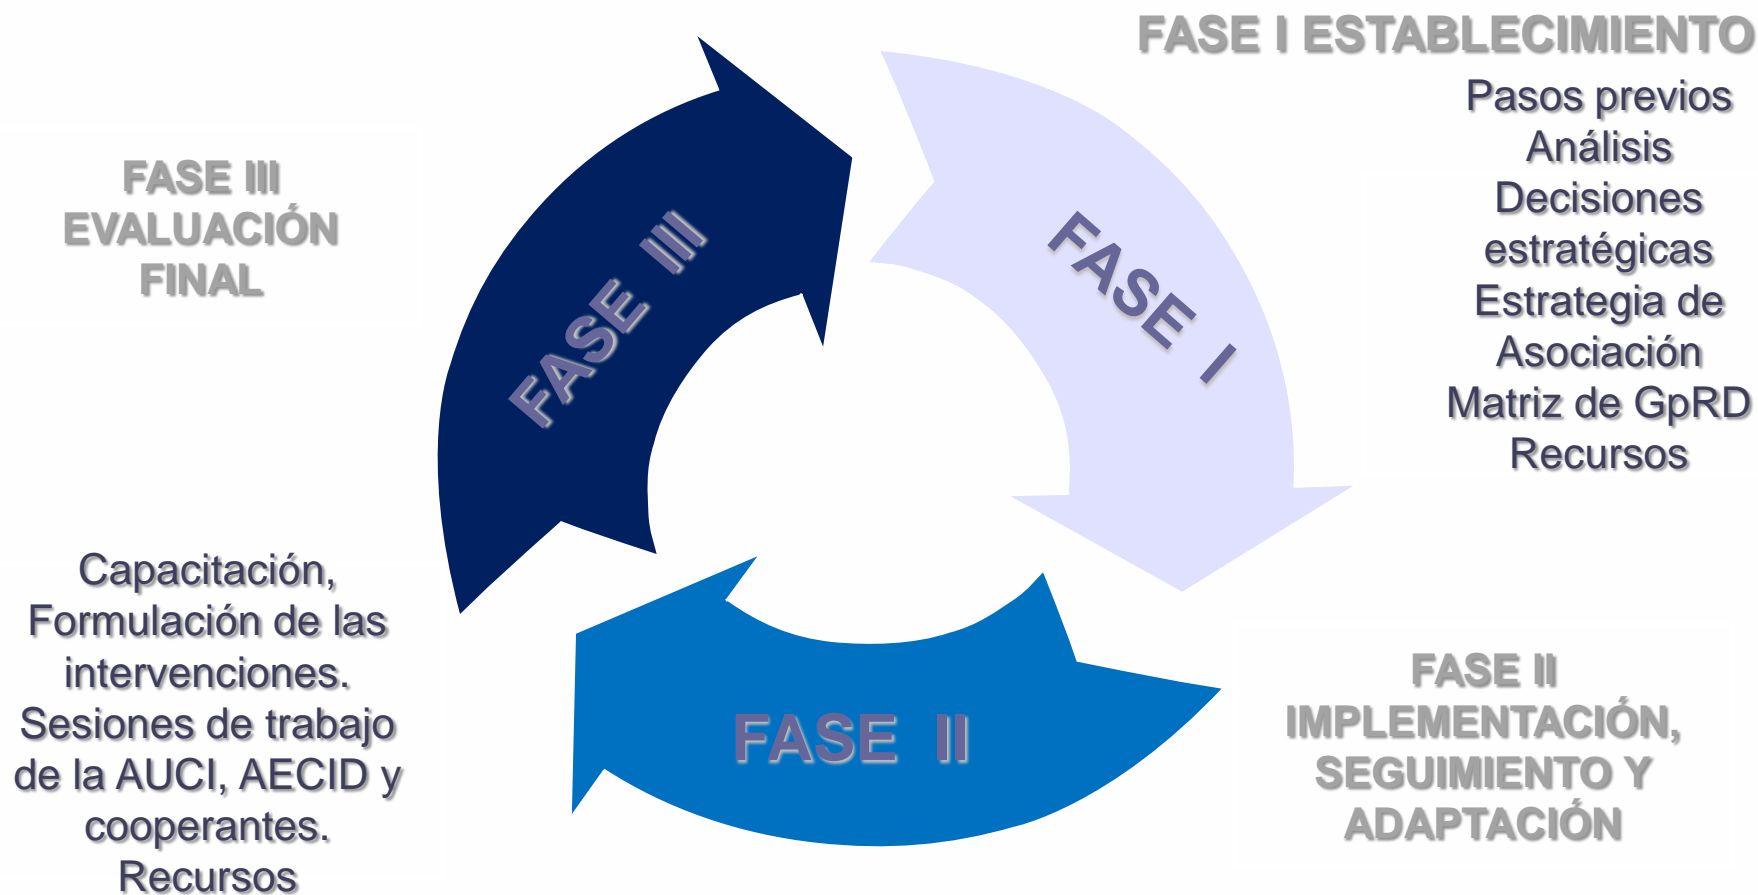 FASE I ESTABLECIMIENTO
Pasos previos
Análisis
Decisiones
estratégicas
Estrategia de
Asociación
Matriz de GpRD
Recursos
FASE III
EVALUACIÓN
FINAL
FASE III
FASE I
FASE II
Capacitación,
Formulación de las
intervenciones.
Sesiones de trabajo
de la AUCI, AECID y
cooperantes.
Recursos
FASE II
IMPLEMENTACIÓN,
SEGUIMIENTO Y
ADAPTACIÓN